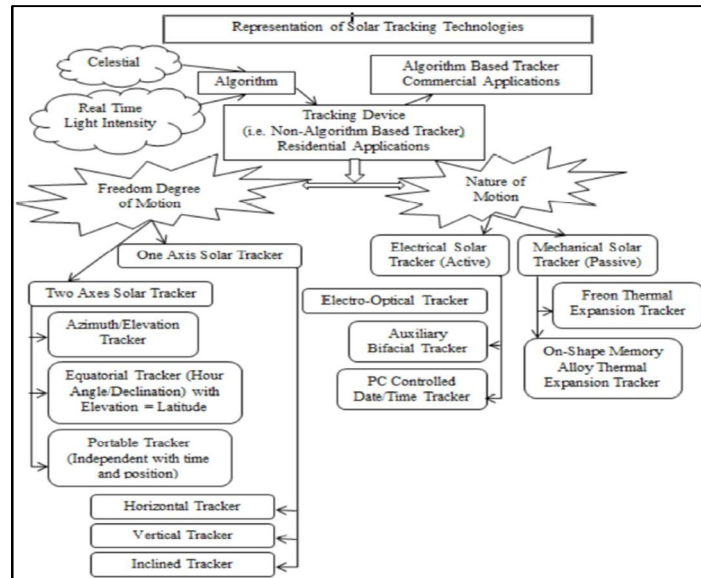 Representation of Solar Tracking Technologies
Celestial
Algorithm
Real Time
Light Intensity
Algorithm Based Tracker
Commercial Applications
Tracking Device
(i.e. Non-Algorithm Based Tracker,
Residential Applications
Freedom Degree
of Motion
Nature of
Motion
One Axis Solar Tracker
Electrical Solar
Tracker (Active)
Mechanical Solar
Tracker (Passive)
Two Axes Solar Tracker
Azimuth/Elevation
Tracker
Equatorial Tracker (Hour
Angle/Declination) with
Elevation = Latitude
Portable Tracker
(Independent with time
and position)
Electro-Optical Tracker
Auxiliary
Bifacial Tracker
PC Controlled
Date/Time Tracker
Freon Thermal
Expansion Tracker
On-Shape Memory
Alloy Thermal
Expansion Tracker
Horizontal Tracker
Vertical Tracker
Inclined Tracker